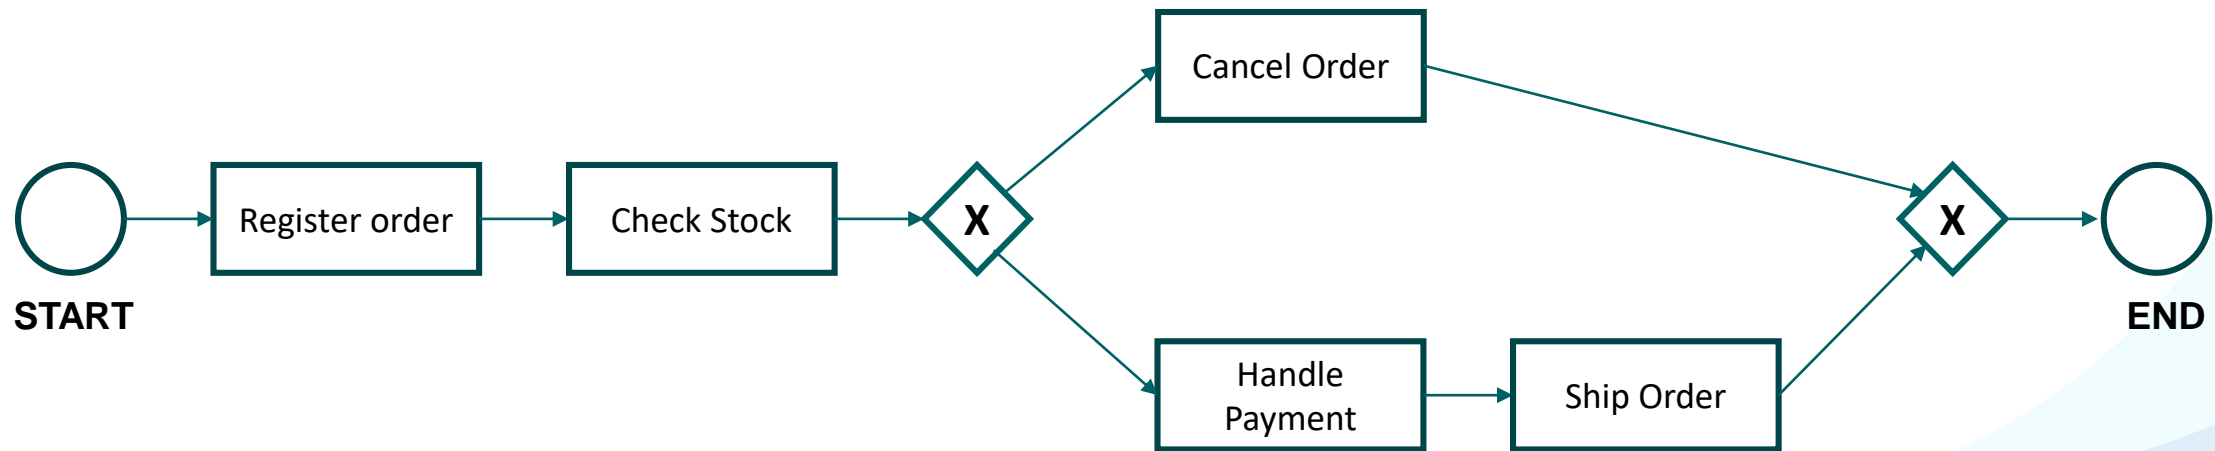 START
Register order
Check Stock
X
Cancel Order
Handle
Payment
Ship Order
X
END